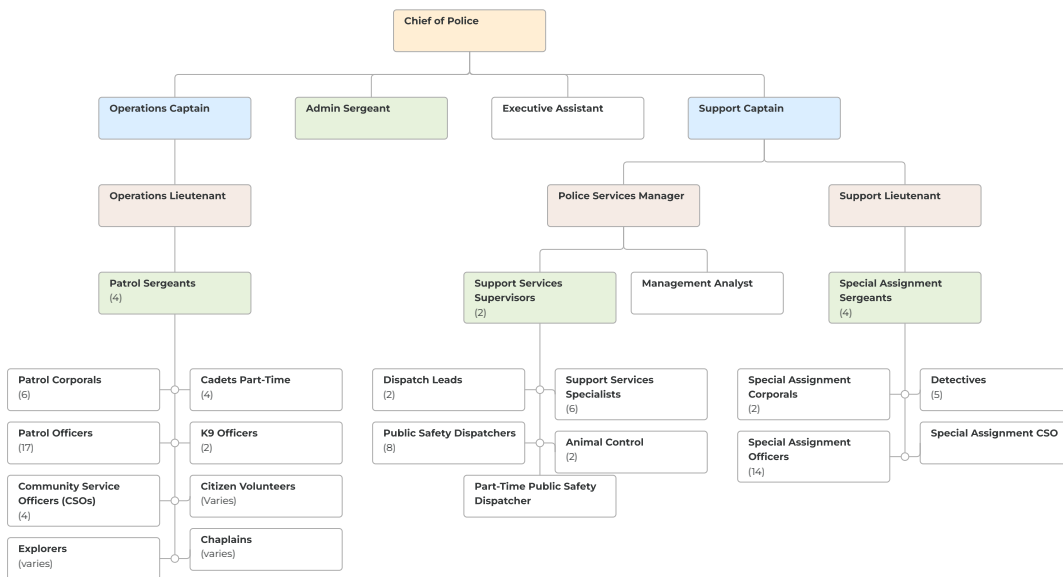 Chief of Police
Operations Captain
Admin Sergeant
Executive Assistant
Support Captain
Operations Lieutenant
Police Services Manager
Support Lieutenant
Patrol Sergeants
(4)
Support Services
Supervisors
(2)
Management Analyst
Special Assignment
Sergeants
(4)
Patrol Corporals
(6)
Cadets Part-Time
(4)
Dispatch Leads
(2)
Support Services
Specialists
(6)
Special Assignment
Corporals
(2)
Detectives
(5)
Patrol Officers
(17)
K9 Officers
(2)
Public Safety Dispatchers
(8)
Animal Control
(2)
Special Assignment
Officers
(14)
Special Assignment CSO
Community Service
Officers (CSOs)
(4)
Citizen Volunteers
(Varies)
Part-Time Public Safety
Dispatcher
Explorers
(varies)
Chaplains
(varies)